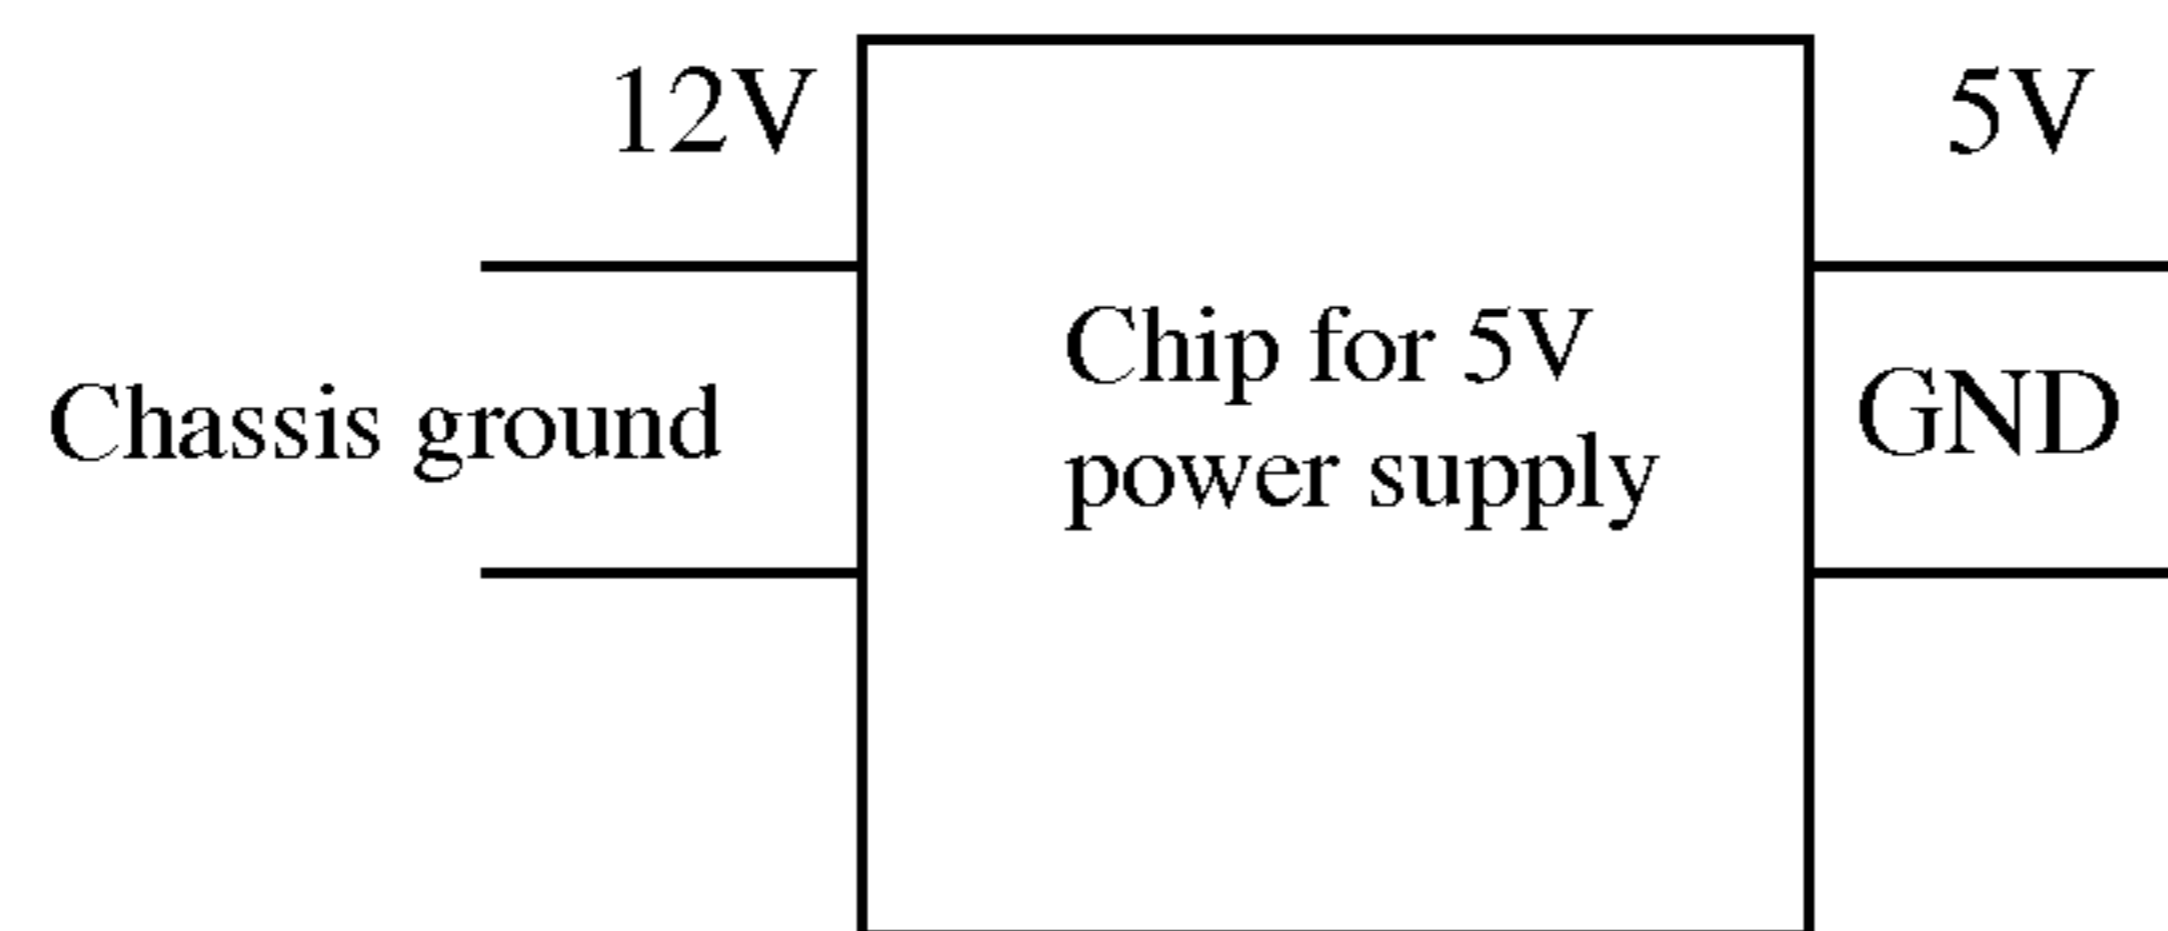 12V
5V
Chip for 5V
power supply
Chassis ground
GND